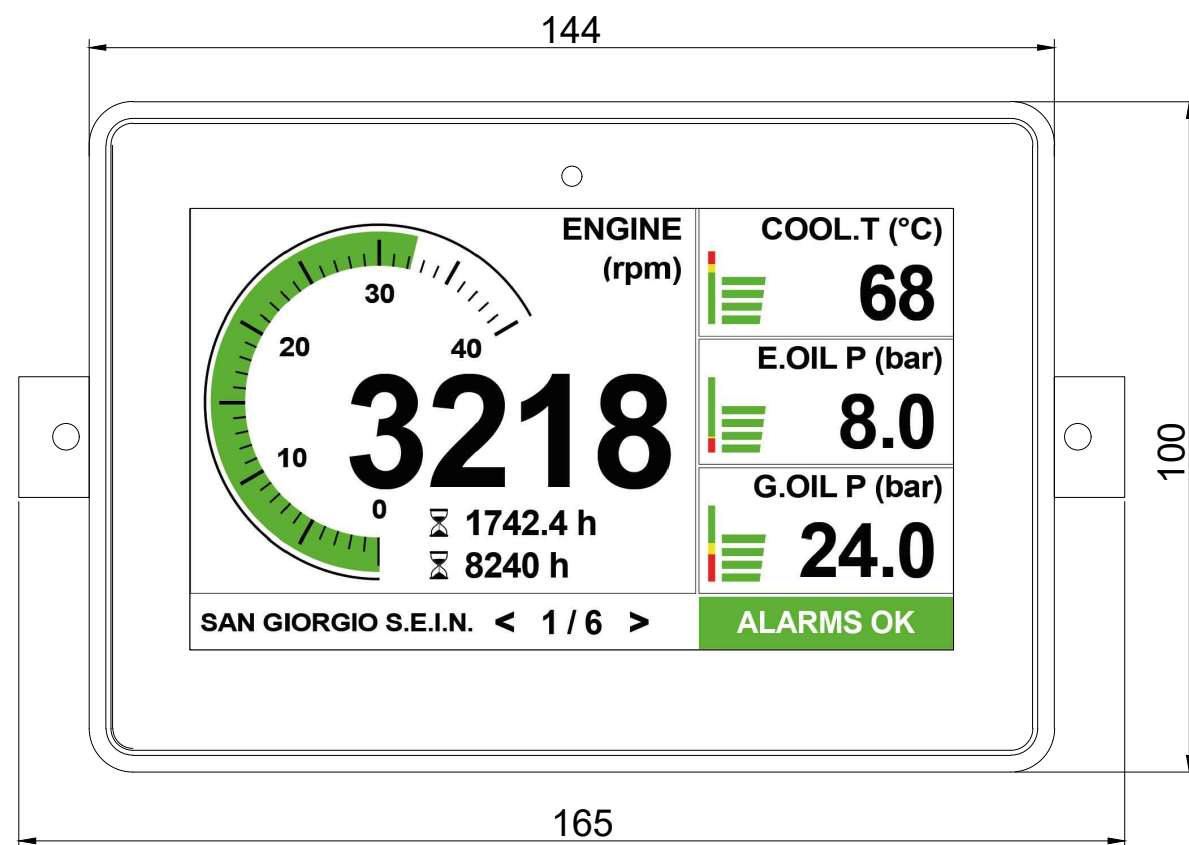 144
ENGINE
(rpm)
30
20
40
10
0
3218
1742.4 h
8240 h
COOL.T (°C)
68
E.OIL P (bar)
8.0
G.OIL P (bar)
24.0
SAN GIORGIO S.E.I.N. < 1 / 6 >
ALARMS OK
100
165